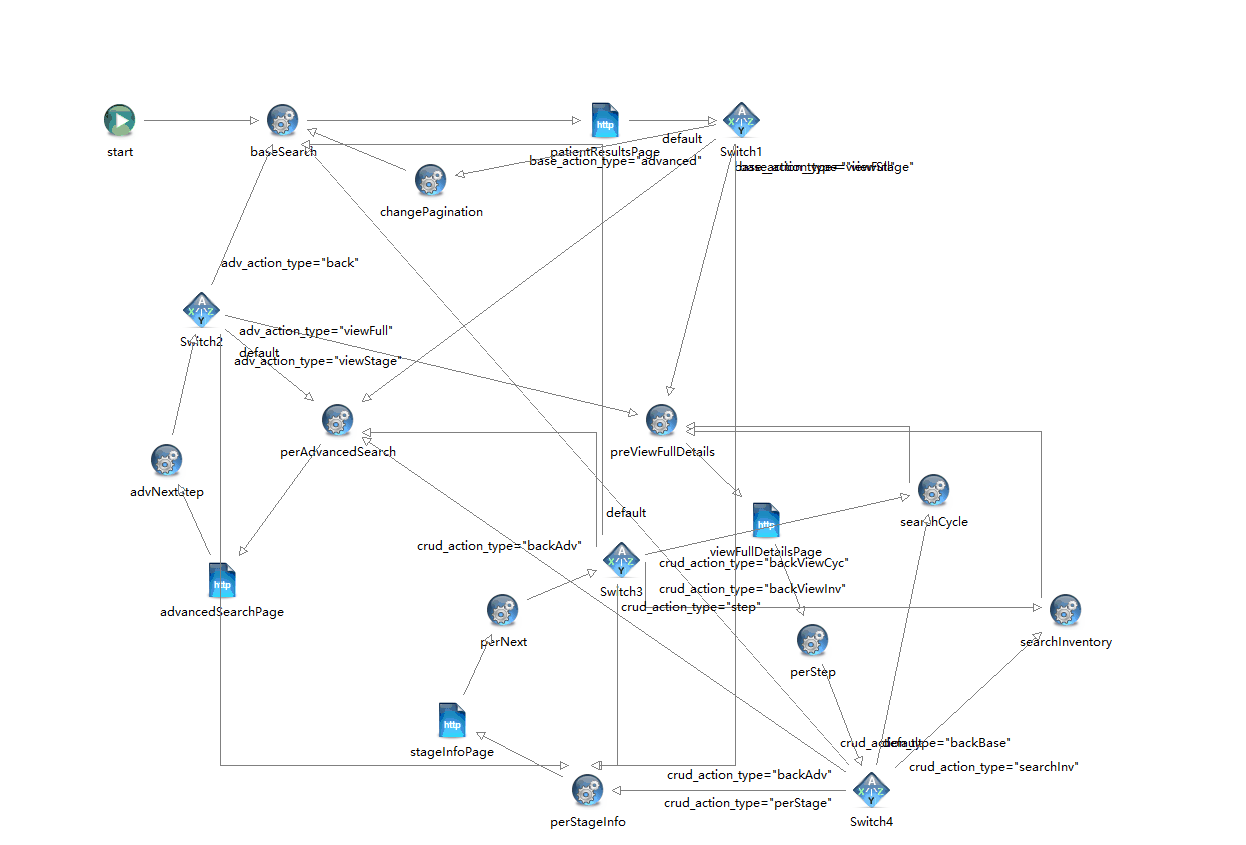 start
baseSearch
http
patientResultsPage
A
X
Z
Y
Switch1
default
base_action_type="advanced"
base_action_type="viewStage"
changePagination
adv_action_type="back"
A
X
Z
Y
Switch2
adv_action_type="viewFull"
default
adv_action_type="viewStage"
perAdvancedSearch
preViewFullDetails
advNextStep
searchCycle
default
http
viewFullDetailsPage
crud_action_type="backAdv"
A
X
Z
Y
Switch3
crud_action_type="backViewCyc"
crud_action_type="backViewInv"
crud_action_type="step"
http
advancedSearchPage
perNext
searchInventory
perStep
http
stageInfoPage
default
crud_action_type="backBase"
crud_action_type="searchInv"
crud_action_type="backAdv"
crud_action_type="perStage"
A
X
Z
Y
Switch4
perStageInfo